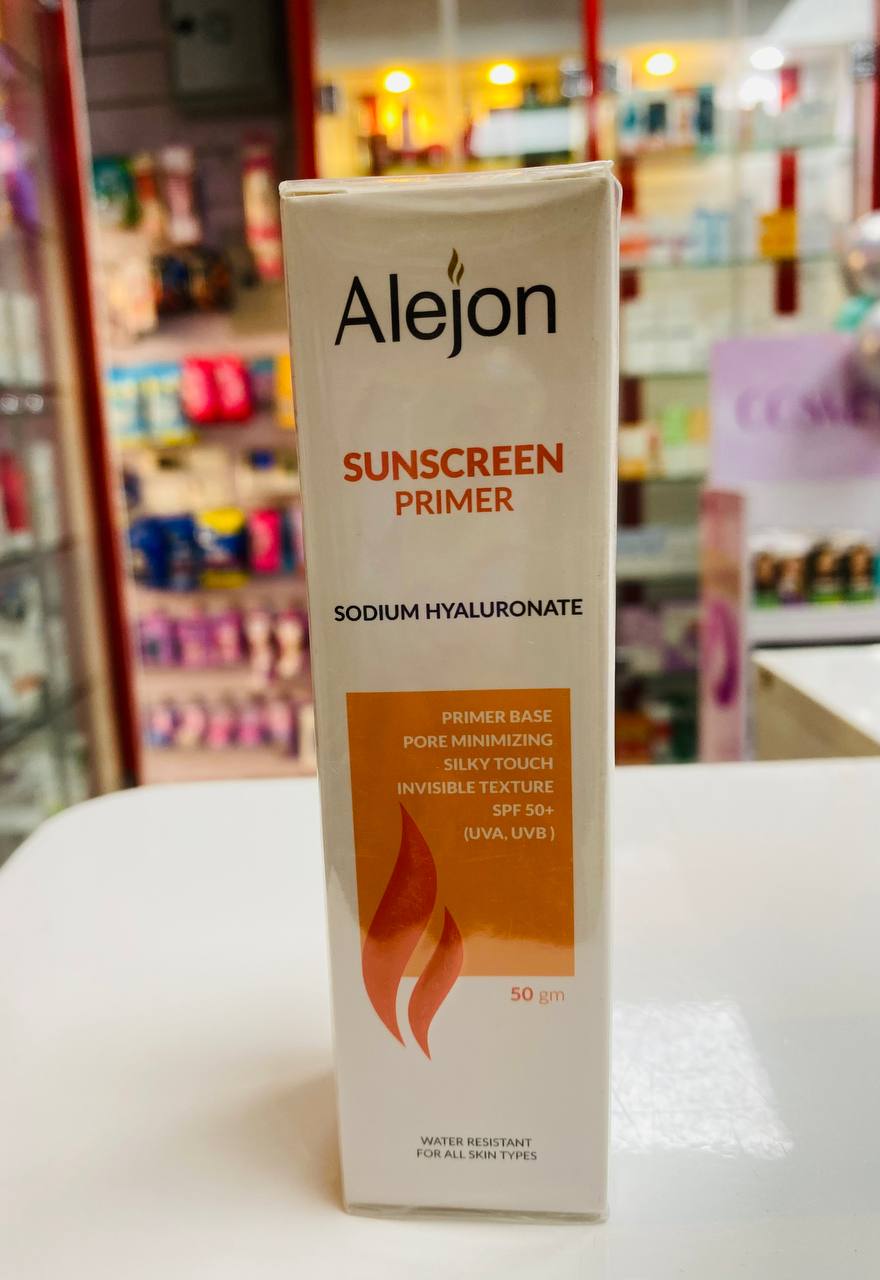 Alejon
SUNSCREEN
PRIMER
SODIUM HYALURONATE
PRIMER BASE
PORE MINIMIZING
SILKY TOUCH
INVISIBLE TEXTURE
SPF 50+
(UVA, UVB )
50 gm
WATER RESISTANT
FOR ALL SKIN TYPES